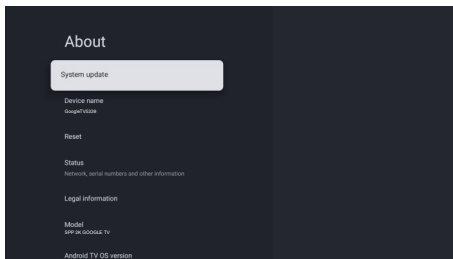 About
System update
Device name
GoogleTV5339
Reset
Status
Network, serial numbers and other information
Legal information
Model
SPP 2K GOOGLE TV
Android TV OS version